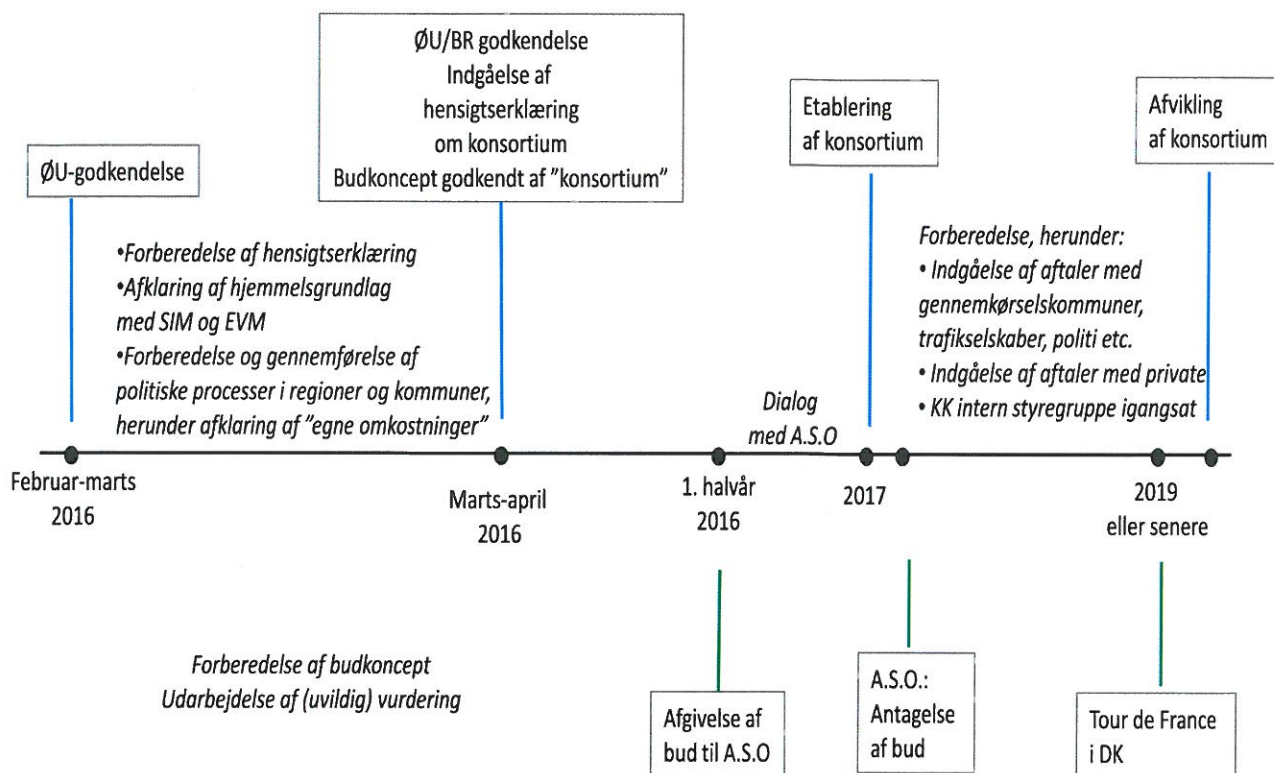 ØU-godkendelse
ØU/BR godkendelse
Indgåelse af
hensigtserklæring
om konsortium
Budkoncept godkendt af ”konsortium”
Etablering
af konsortium
Afvikling
af konsortium
•Forberedelse af hensigtserklæring
•Afklaring af hjemmelsgrundlag
med SIM og EVM
•Forberedelse og gennemførelse af
politiske processer i regioner og kommuner,
herunder afklaring af ”egne omkostninger”
Dialog
med A.S.O
Forberedelse, herunder:
• Indgåelse af aftaler med
gennemkørselskommuner,
trafikselskaber, politi etc.
• Indgåelse af aftaler med private
• KK intern styregruppe igangsat
Februar-marts
2016
Marts-april
2016
1. halvår
2016
2017
2019
eller senere
Forberedelse af budkoncept
Udarbejdelse af (uvildig) vurdering
Afgivelse af
bud til A.S.O
A.S.O.:
Antagelse
af bud
Tour de France
i DK